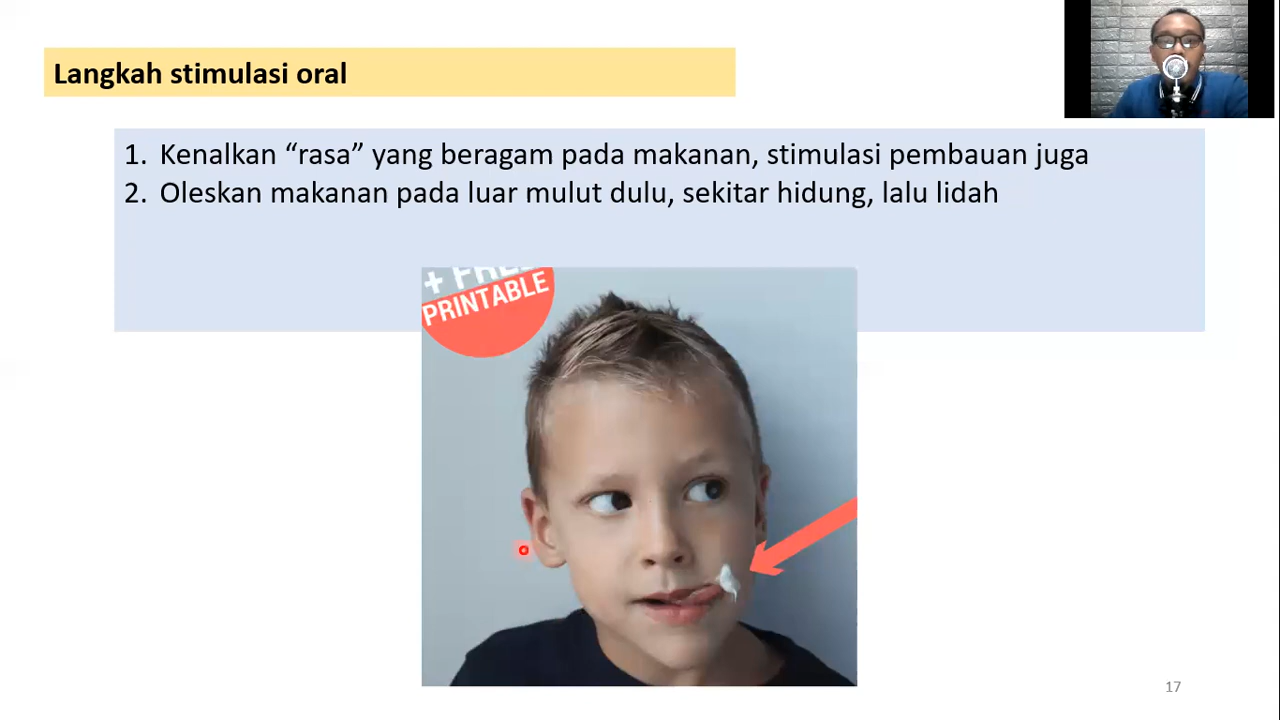 Langkah stimulasi oral
1. Kenalkan “rasa” yang beragam pada makanan, stimulasi pembauan juga
2. Oleskan makanan pada luar mulut dulu, sekitar hidung, lalu lidah
+ FREE
PRINTABLE
17